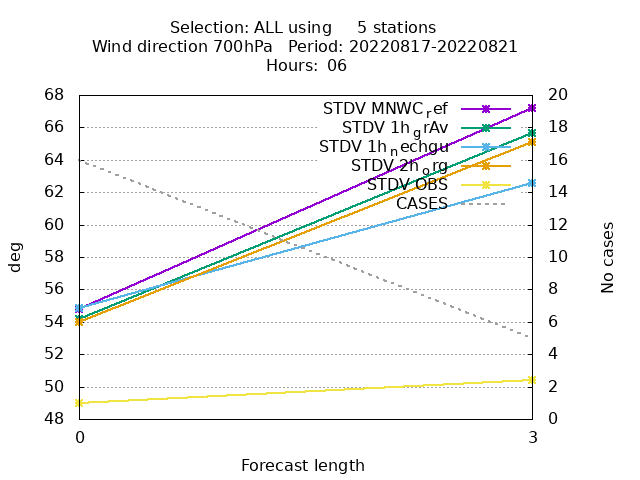 Selection: ALL using 5 stations
Wind direction 700hPa Period: 20220817-20220821
Hours: 06
68
66
64
62
60
58
56
54
52
50
48
20
18
16
14
12
10
8
6
4
2
0
STDV MNWC_ref
STDV 1h_grAv
STDV 1h_nechgu
STDV 2h_org
STDV OBS
CASES
deg
No cases
0 3
Forecast length